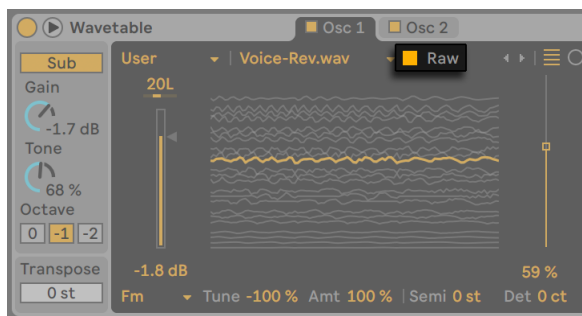 Wavetable
Osc 1
Osc 2
Sub
Gain
-1.7 dB
Tone
68 %
Octave
0 -1 -2
Transpose
0 st
User
Voice-Rev.wav
Raw
20L
-1.8 dB
59 %
Fm
Tune -100 % Amt 100 % Semi 0 st Det 0 ct